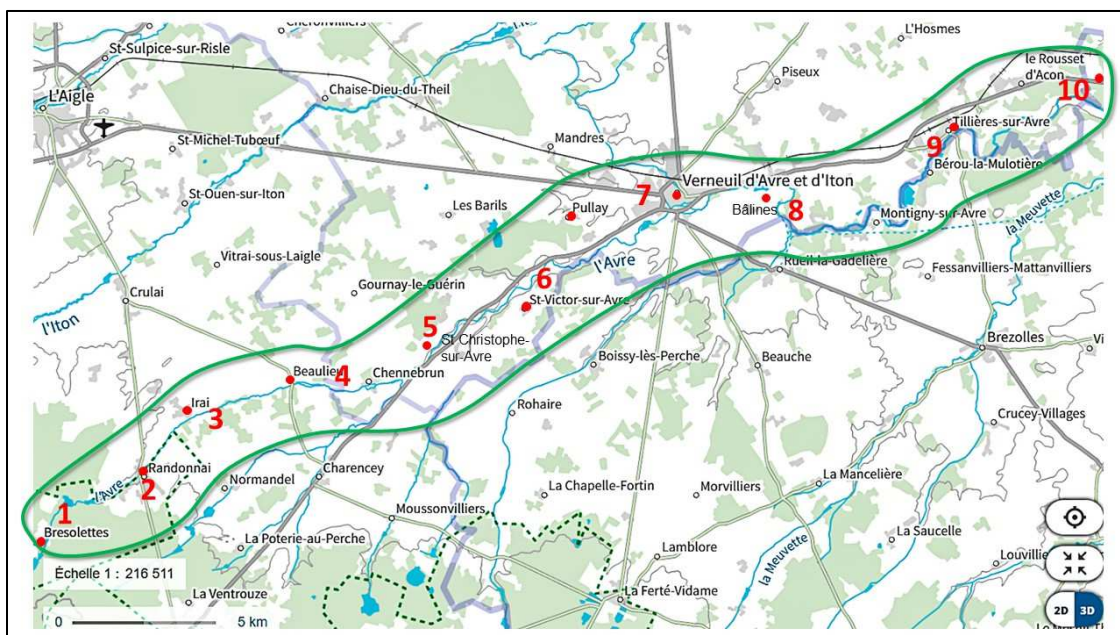 Cheronvilliers
L'Hosmes
St-Sulpice-sur-Risle
l'It
le Rousset
d'Acon
10
L'Aigle
Chaise-Dieu du-Theil
Piseux
Tillières-sur-Avre
9
St-Michel-Tubœuf
Mandres
Bérou-la-Mulotière
7
Verneuil d'Avre et d'Iton
St-Ouen-sur-Iton
Les Barils
Pullay
Bâlines
8
Montigny-sur-Avre
la Meuvette
Vitrai-sous-Laigle
l'Avre
Rueil-la-Gadelière
Fessanvilliers-Mattanvilliers
6
Gournay-le-Guérin
St-Victor-sur-Avre
Crulai
l'Iton
5
St Christophe-
sur-Avre
Brezolles
Vi
Boissy-lès-Perche
Beauche
Beaulieu
4
Chennebrun
Irai
3
Rohaire
Crucey-Villages
Randonnai
2
l'Avre
Normandel
Charencey
La Mancelière
1
La Chapelle-Fortin
Morvilliers
Bresolettes
Moussonvilliers
La Saucelle
La Poterie-au-Perche
Lamblore
la Meuvette
Louvillie
Échelle 1 : 216 511
La Ventrouze
La Ferté-Vidame
0
5 km
2D
3D